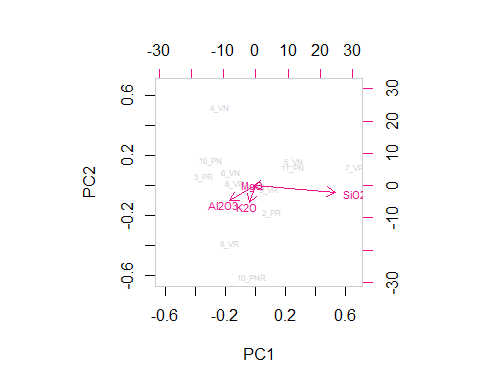 -30 -10 0 10 20 30
0.6
0.2
-0.2
-0.6
PC2
30
20
10
0
-10
-30
4_VN
10_PN
5_VN
11_PN
7_VR
6_VN
3_PR
MgO
SiO2
Al2O3
K2O
2_PR
8_VR
10_PNR
-0.6 -0.2 0.2 0.6
PC1